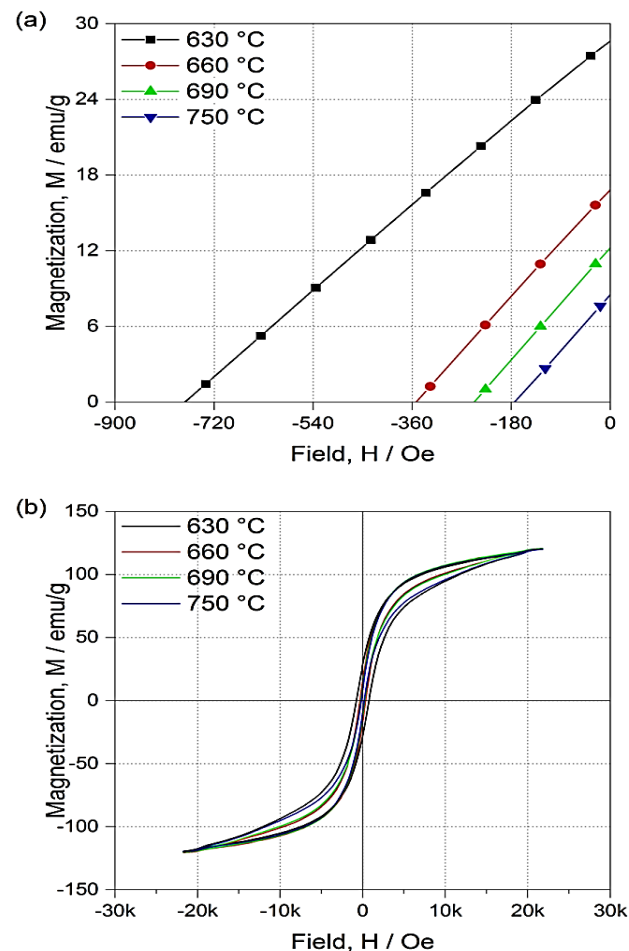 (a)
630 °C
660 °C
690 °C
750 °C
Magnetization, M / emu/g
30
24
18
12
6
0
-900 -720 -540 -360 -180 0
Field, H / Oe
(b)
630 °C
660 °C
690 °C
750 °C
Magnetization, M / emu/g
150
100
50
0
-50
-100
-150
-30k -20k -10k 0 10k 20k 30k
Field, H / Oe